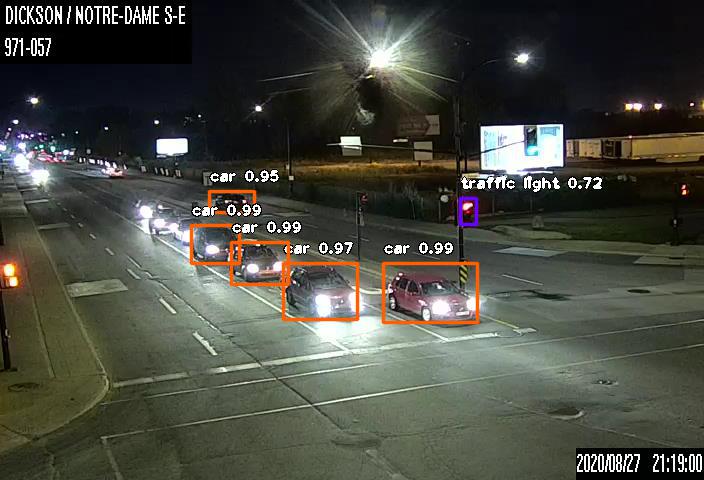 DICKSON / NOTRE-DAME S-E
971-057
car 0.95
traffic light 0.72
car 0.99
car 0.99
car 0.97
car 0.99
2020/08/27 21:19:00